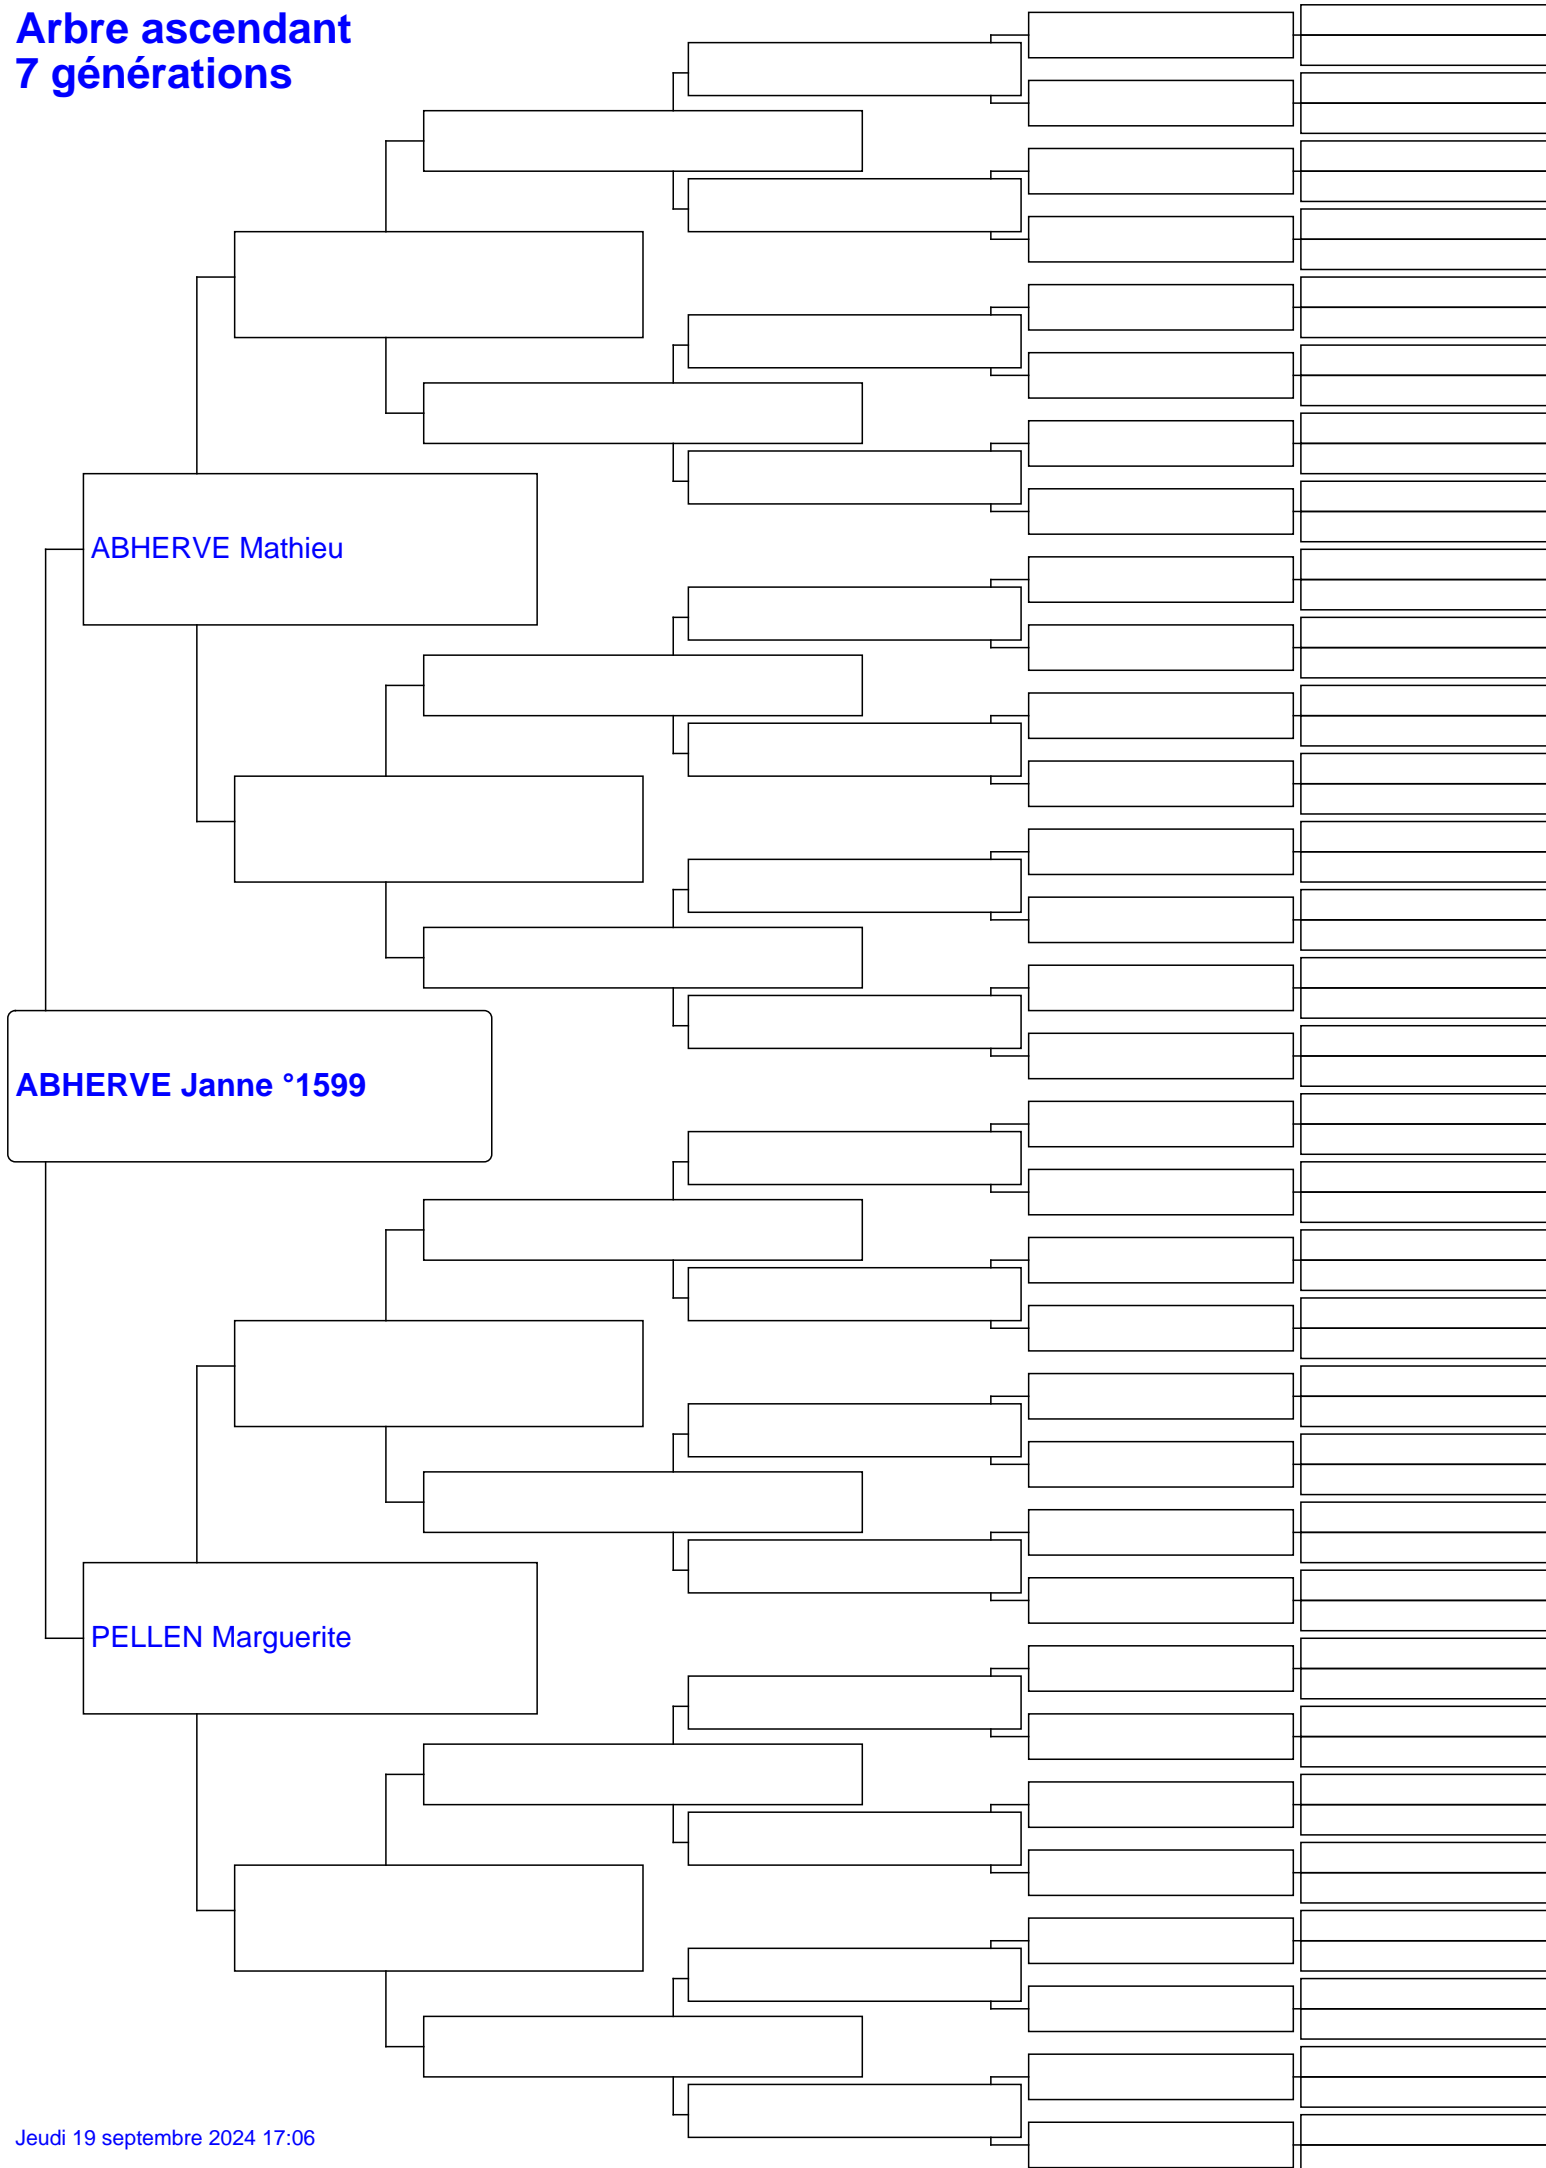 Arbre ascendant
7 générations
ABHERVE Mathieu
ABHERVE Janne °1599
PELLEN Marguerite
Jeudi 19 septembre 2024 17:06